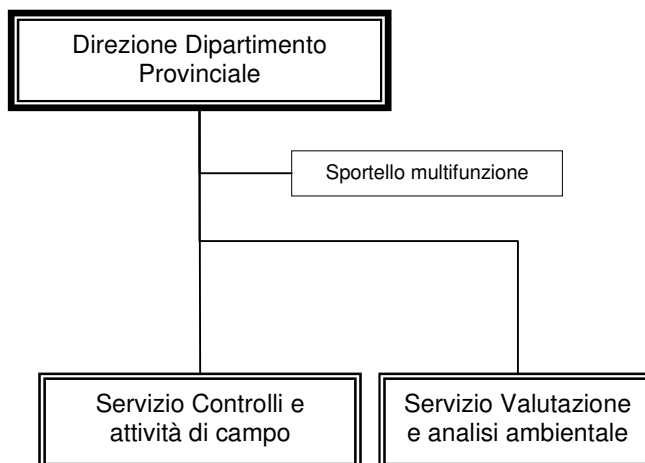 Direzione Dipartimento
Provinciale
Sportello multifunzione
Servizio Controlli e
attività di campo
Servizio Valutazione
e analisi ambientale